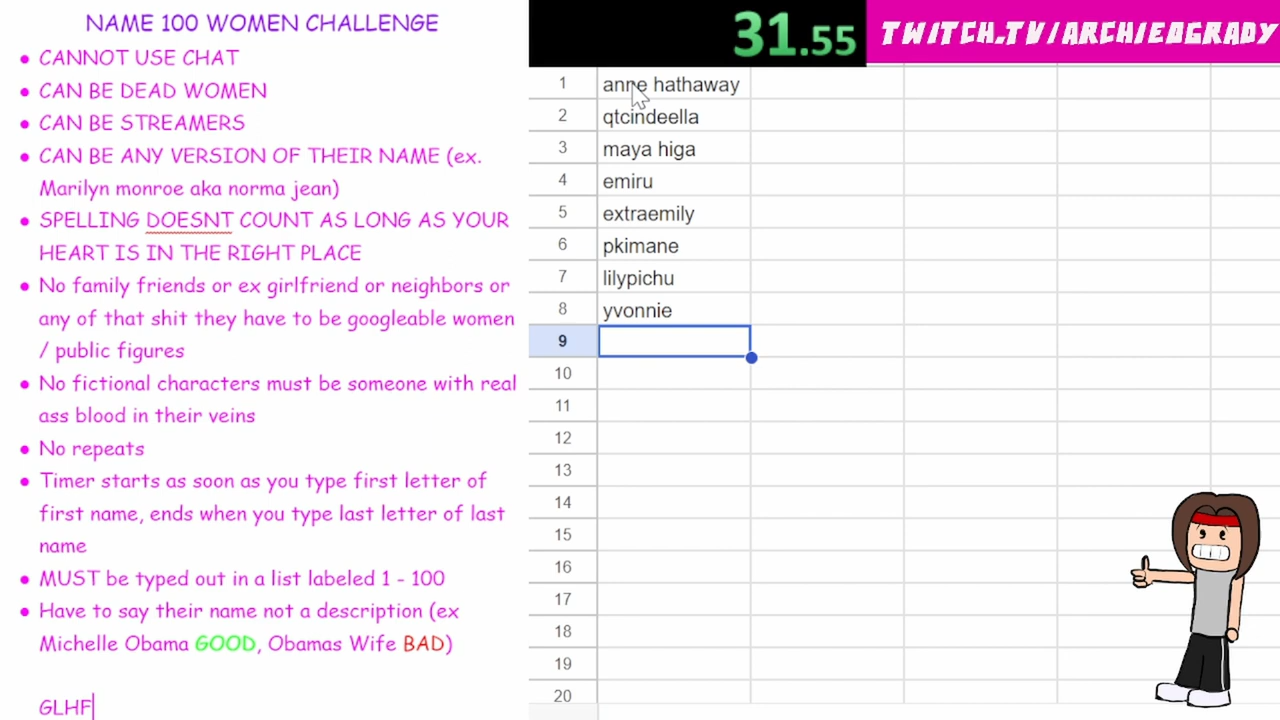 NAME 100 WOMEN CHALLENGE
● CANNOT USE CHAT
● CAN BE DEAD WOMEN
● CAN BE STREAMERS
● CAN BE ANY VERSION OF THEIR NAME (ex.
Marilyn monroe aka norma jean)
● SPELLING DOESNT COUNT AS LONG AS YOUR
HEART IS IN THE RIGHT PLACE
● No family friends or ex girlfriend or neighbors or
any of that shit they have to be googleable women
/ public figures
● No fictional characters must be someone with real
ass blood in their veins
● No repeats
● Timer starts as soon as you type first letter of
first name, ends when you type last letter of last
name
● MUST be typed out in a list labeled 1 - 100
● Have to say their name not a description (ex
Michelle Obama GOOD, Obamas Wife BAD)
GLHF
31.55
TWITCH.TV/ARCHIEOGRADY
1 anne hathaway
2 qtcindeella
3 maya higa
4 emiru
5 extraemily
6 pkimane
7 lilypichu
8 yvonnie
9
10
11
12
13
14
15
16
17
18
19
20